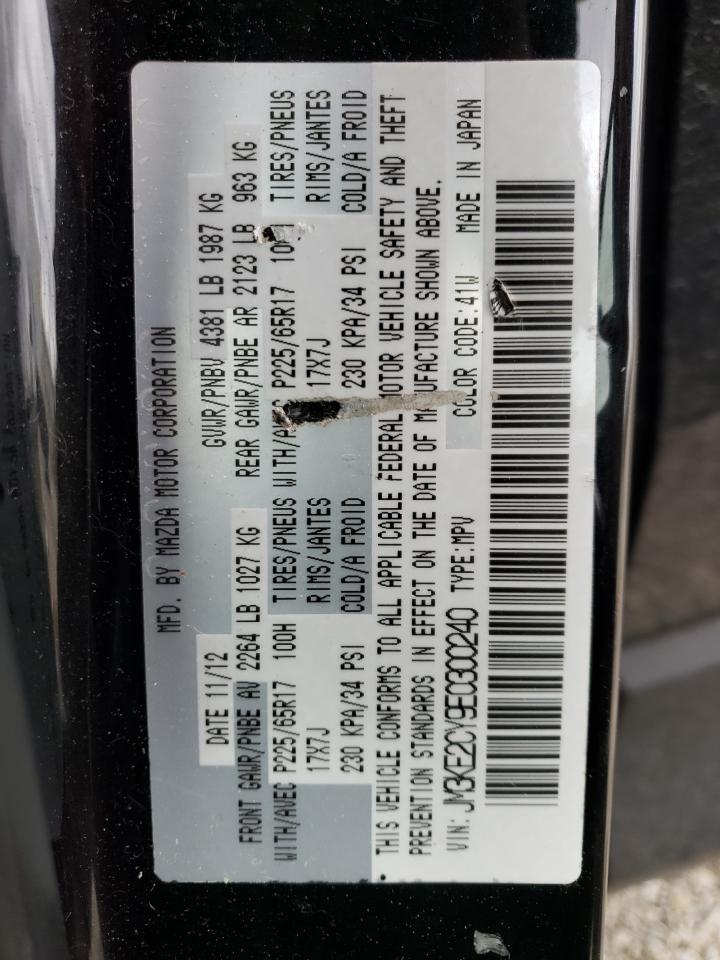 MFD. BY MAZDA MOTOR CORPORATION
DATE 11/12 GVWR/PNBV 4381 LB 1987 KG
FRONT GAWR/PNBE AV 2264 LB 1027 KG REAR GAWR/PNBE AR 2123 LB 963 KG
WITH/AVEC P225/65R17 100H TIRES/PNEUS WITH/AVEC P225/65R17 TIRES/PNEUS
17X7J RIMS/JANTES 17X7J RIMS/JANTES
230 KPA/34 PSI COLD/A FROID 230 KPA/34 PSI COLD/A FROID
THIS VEHICLE CONFORMS TO ALL APPLICABLE FEDERAL MOTOR VEHICLE SAFETY AND THEFT
PREVENTION STANDARDS IN EFFECT ON THE DATE OF MANUFACTURE SHOWN ABOVE.
VIN: JM3KE2CY9E0300240 TYPE:MPV COLOR CODE:41W MADE IN JAPAN